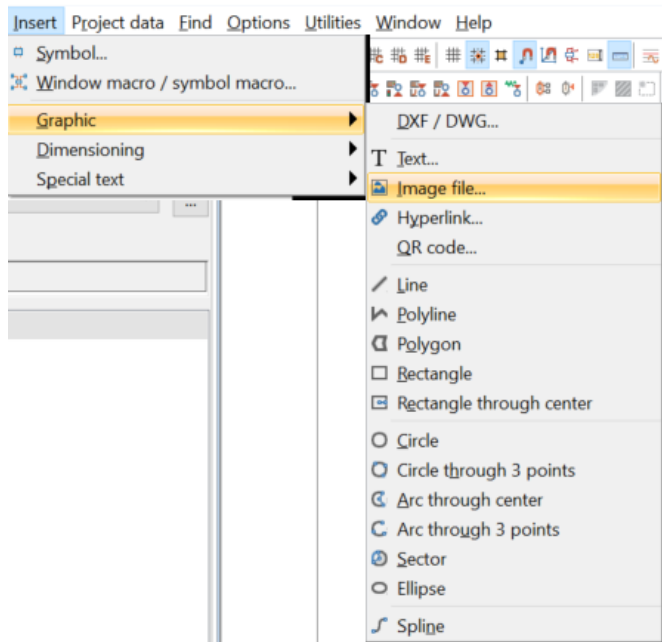 Insert Project data Find Options Utilities Window Help
Symbol...
Window macro / symbol macro...
Graphic
Dimensioning
Special text
...
DXF / DWG...
Text...
Image file...
Hyperlink...
QR code...
Line
Polyline
Polygon
Rectangle
Rectangle through center
Circle
Circle through 3 points
Arc through center
Arc through 3 points
Sector
Ellipse
Spline